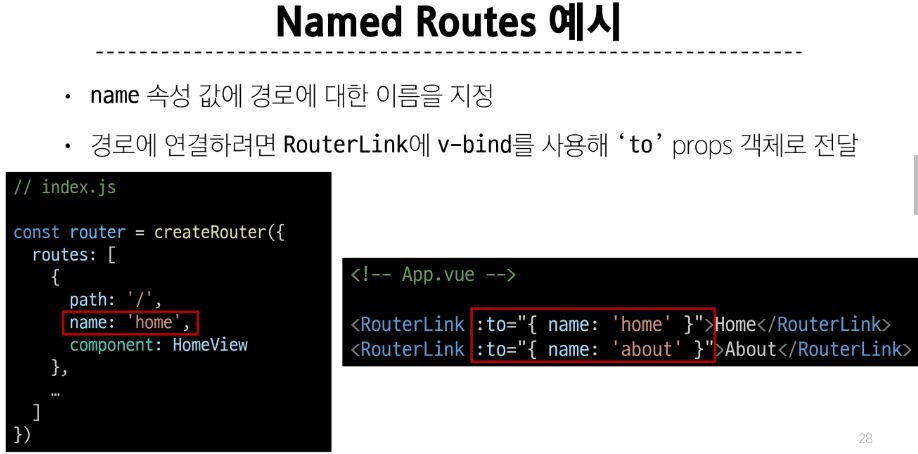 Named Routes 예시
• name 속성 값에 경로에 대한 이름을 지정
• 경로에 연결하려면 RouterLink에 v-bind를 사용해 ‘to’ props 객체로 전달
// index.js
const router = createRouter({
  routes: [
    {
      path: '/',
      name: 'home',
      component: HomeView
    },
    …
  ]
})
<!-- App.vue -->
<RouterLink :to="{ name: 'home' }">Home</RouterLink>
<RouterLink :to="{ name: 'about' }">About</RouterLink>
28